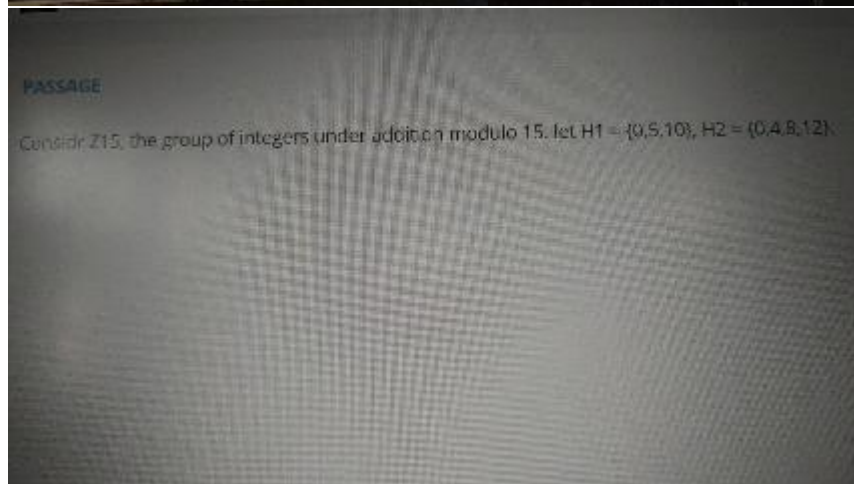 PASSAGE
Considr Z15, the group of integers under addition modulo 15. let H1 = {0,5,10}, H2 = {0,4,8,12}.